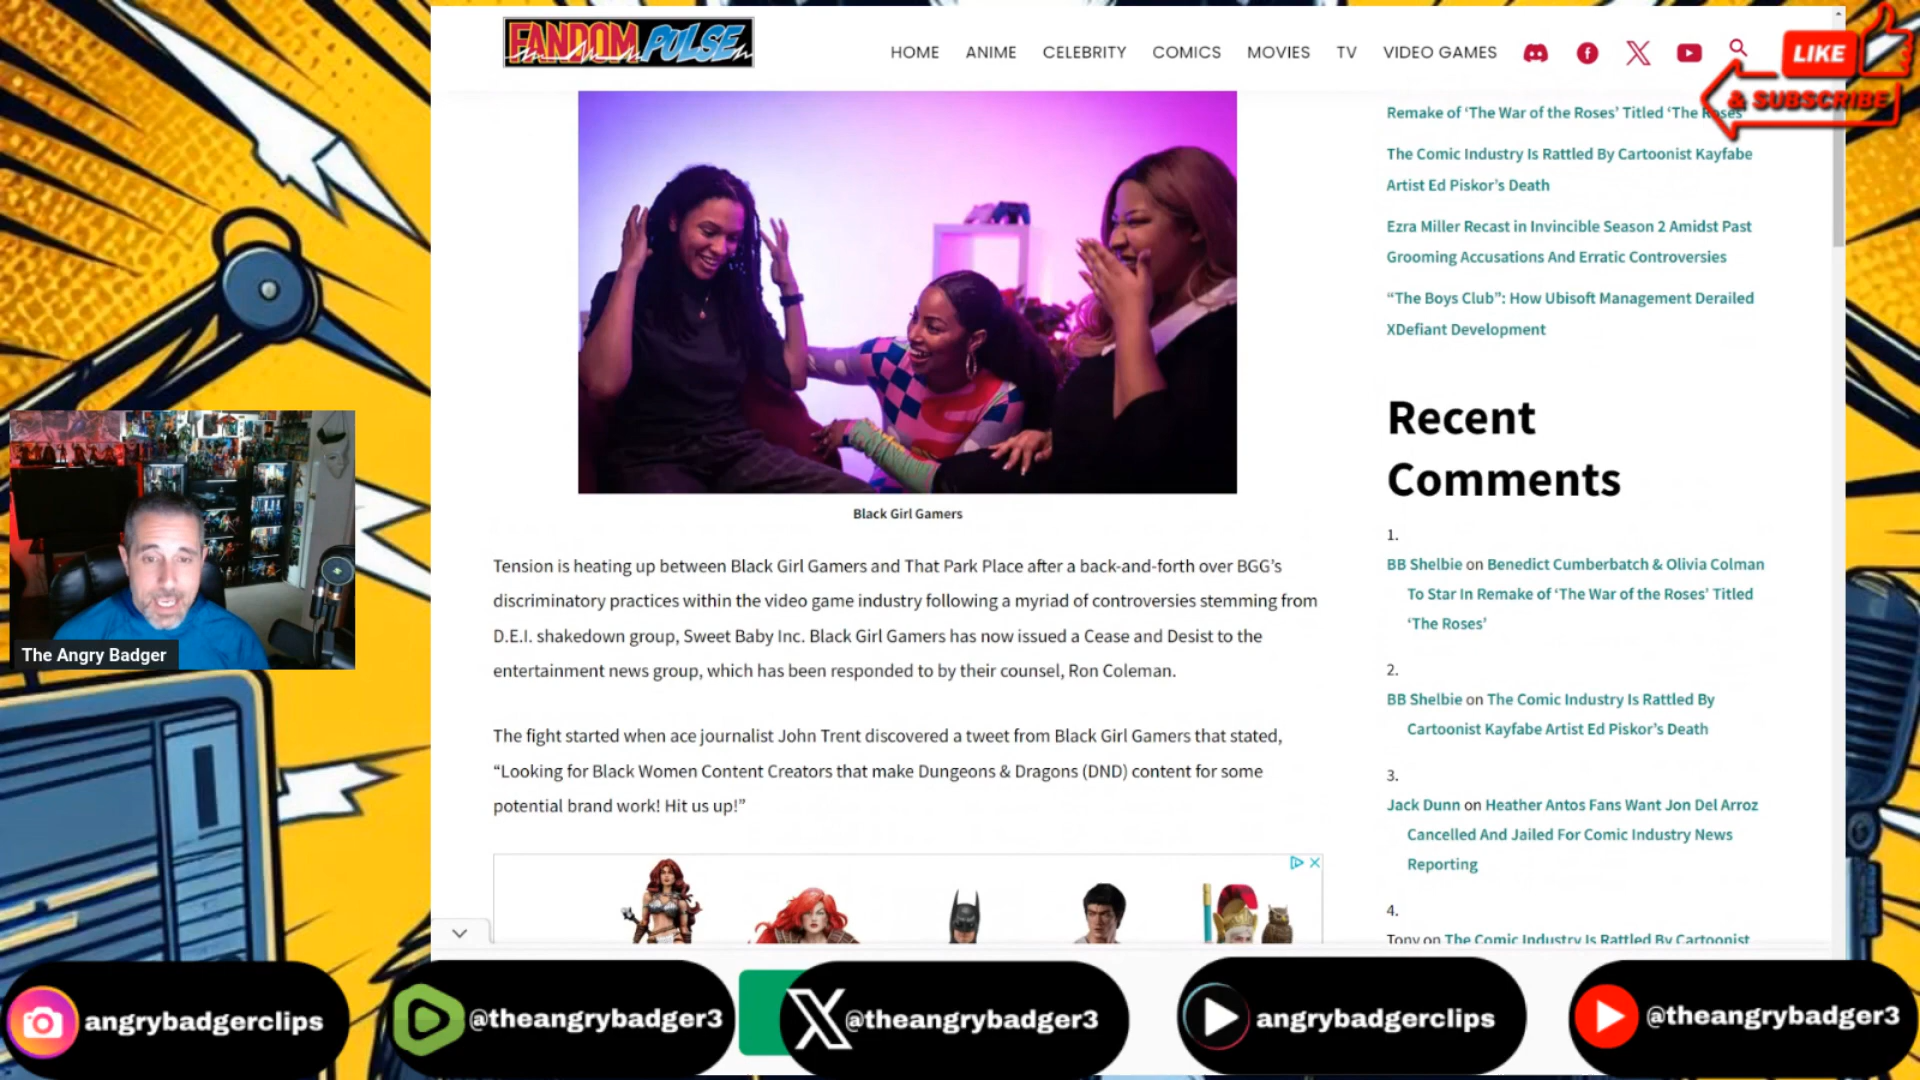 FANDOM PULSE
HOME ANIME CELEBRITY COMICS MOVIES TV VIDEO GAMES
LIKE
& SUBSCRIBE
Remake of ‘The War of the Roses’ Titled ‘The Roses’
The Comic Industry Is Rattled By Cartoonist Kayfabe
Artist Ed Piskor’s Death
Ezra Miller Recast in Invincible Season 2 Amidst Past
Grooming Accusations And Erratic Controversies
“The Boys Club”: How Ubisoft Management Derailed
XDefiant Development
Recent
Comments
1.
BB Shelbie on Benedict Cumberbatch & Olivia Colman
To Star In Remake of ‘The War of the Roses’ Titled
‘The Roses’
2.
BB Shelbie on The Comic Industry Is Rattled By
Cartoonist Kayfabe Artist Ed Piskor’s Death
3.
Jack Dunn on Heather Antos Fans Want Jon Del Arroz
Cancelled And Jailed For Comic Industry News
Reporting
4.
Tony on The Comic Industry Is Rattled By Cartoonist
Black Girl Gamers
Tension is heating up between Black Girl Gamers and That Park Place after a back-and-forth over BGG’s
discriminatory practices within the video game industry following a myriad of controversies stemming from
D.E.I. shakedown group, Sweet Baby Inc. Black Girl Gamers has now issued a Cease and Desist to the
entertainment news group, which has been responded to by their counsel, Ron Coleman.
The fight started when ace journalist John Trent discovered a tweet from Black Girl Gamers that stated,
“Looking for Black Women Content Creators that make Dungeons & Dragons (DND) content for some
potential brand work! Hit us up!”
The Angry Badger
angrybadgerclips
@theangrybadger3
@theangrybadger3
angrybadgerclips
@theangrybadger3